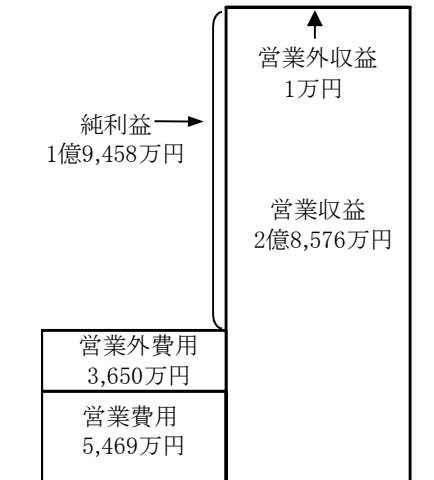 営業外収益
1万円
純利益
1億9,458万円
営業収益
2億8,576万円
営業外費用
3,650万円
営業費用
5,469万円